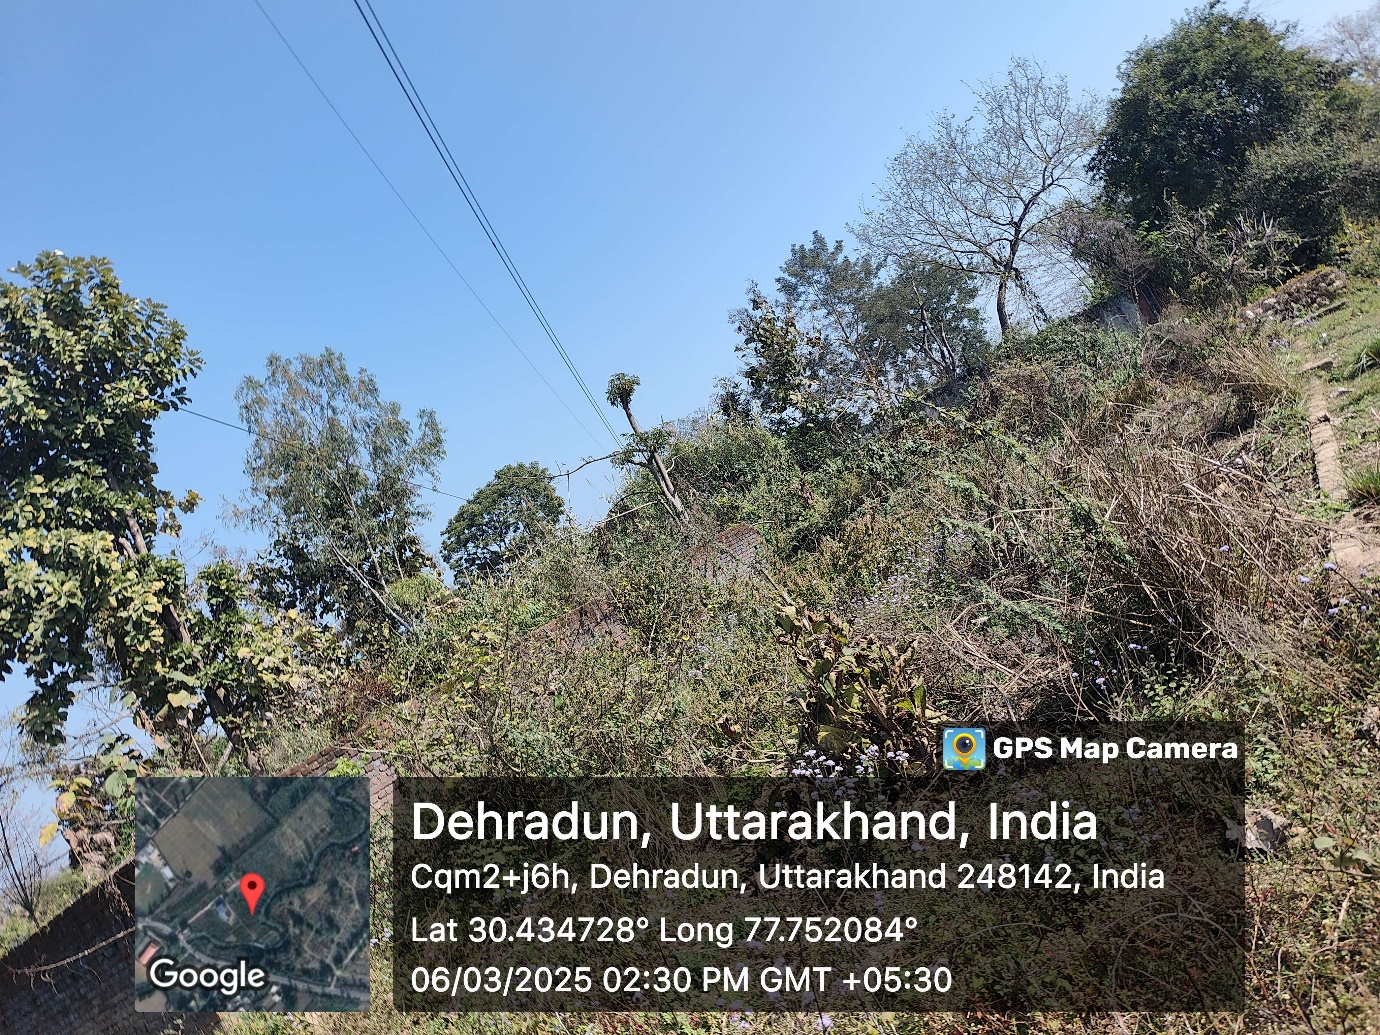 GPS Map Camera
Dehradun, Uttarakhand, India
Cqm2+j6h, Dehradun, Uttarakhand 248142, India
Lat 30.434728° Long 77.752084°
06/03/2025 02:30 PM GMT +05:30
Google